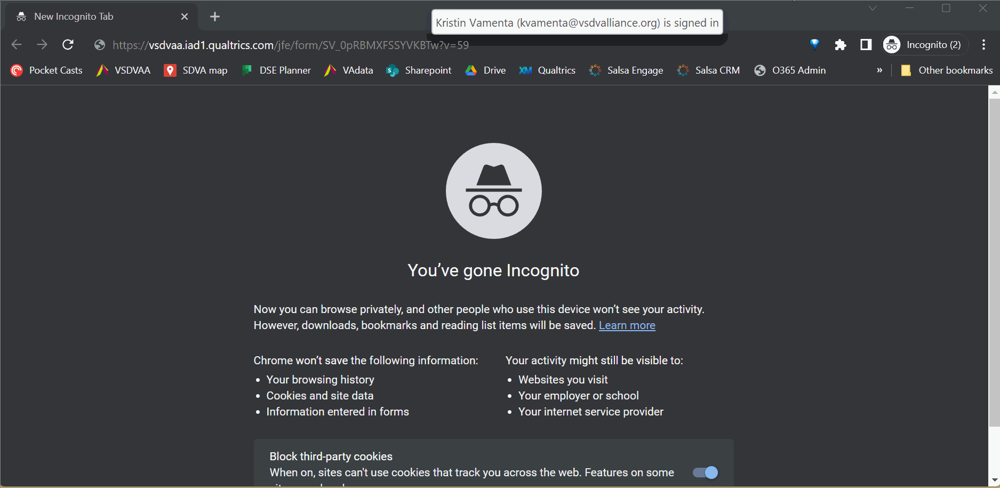 New Incognito Tab
Kristin Vamenta (kvamenta@vsdvalliance.org) is signed in
https://vsdvaa.iad1.qualtrics.com/jfe/form/SV_0pRBMXFSSYVKBTw?v=59
Incognito (2)
Pocket Casts VSDVAA SDVA map DSE Planner VAdata Sharepoint Drive XM Qualtrics Salsa Engage Salsa CRM O365 Admin » Other bookmarks
You've gone Incognito
Now you can browse privately, and other people who use this device won't see your activity.
However, downloads, bookmarks and reading list items will be saved. Learn more
Chrome won't save the following information:
• Your browsing history
• Cookies and site data
• Information entered in forms
Your activity might still be visible to:
• Websites you visit
• Your employer or school
• Your internet service provider
Block third-party cookies
When on, sites can't use cookies that track you across the web. Features on some